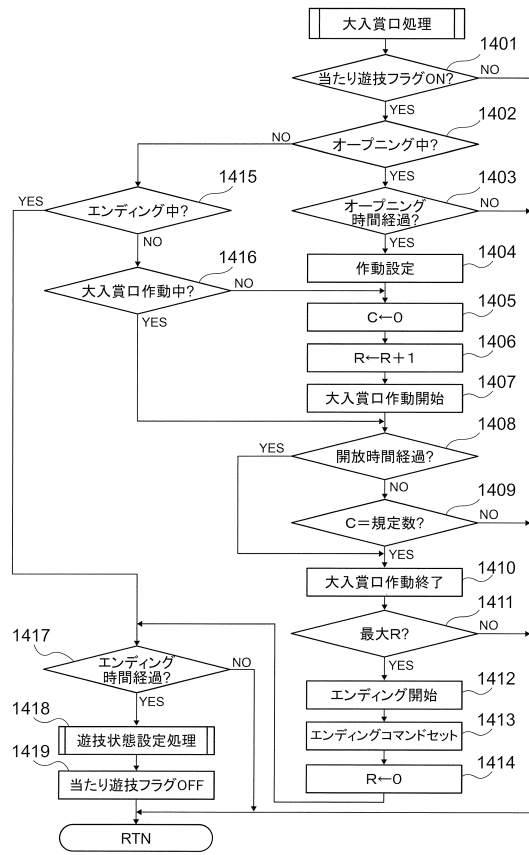 大入賞口処理
1401
当たり遊技フラグON?
NO
YES
1402
オープニング中?
NO
YES
1403
オープニング
時間経過?
NO
YES
1404
作動設定
1415
エンディング中?
YES
NO
1416
大入賞口作動中?
NO
YES
1405
C←0
1406
R←R+1
1407
大入賞口作動開始
1408
開放時間経過?
YES
NO
1409
C=規定数?
NO
YES
1410
大入賞口作動終了
1411
最大R?
NO
YES
1412
エンディング開始
1413
エンディングコマンドセット
1414
R←0
1417
エンディング
時間経過?
NO
YES
1418
遊技状態設定処理
1419
当たり遊技フラグOFF
RTN